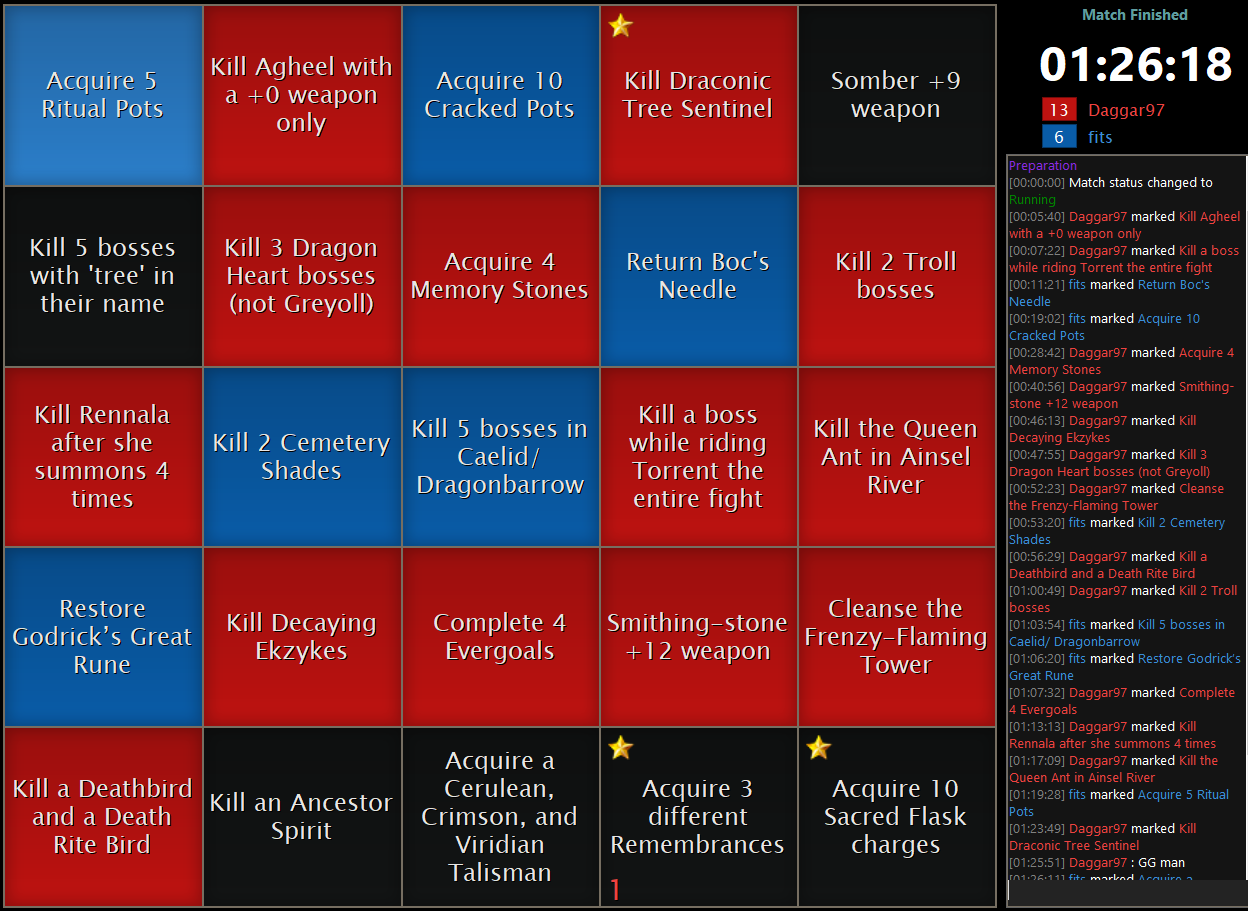 Acquire 5
Ritual Pots
Kill Agheel with
a +0 weapon
only
Acquire 10
Cracked Pots
Kill Draconic
Tree Sentinel
Somber +9
weapon
Kill 5 bosses
with 'tree' in
their name
Kill 3 Dragon
Heart bosses
(not Greyoll)
Acquire 4
Memory Stones
Return Boc's
Needle
Kill 2 Troll
bosses
Kill Rennala
after she
summons 4
times
Kill 2 Cemetery
Shades
Kill 5 bosses in
Caelid/
Dragonbarrow
Kill a boss
while riding
Torrent the
entire fight
Kill the Queen
Ant in Ainsel
River
Restore
Godrick’s Great
Rune
Kill Decaying
Ekzykes
Complete 4
Evergoals
Smithing-stone
+12 weapon
Cleanse the
Frenzy-Flaming
Tower
Kill a Deathbird
and a Death
Rite Bird
Kill an Ancestor
Spirit
Acquire a
Cerulean,
Crimson, and
Viridian
Talisman
Acquire 3
different
Remembrances
1
Acquire 10
Sacred Flask
charges
Match Finished
01:26:18
13 Daggar97
6 fits
Preparation
[00:00:00] Match status changed to
Running
[00:05:40] Daggar97 marked Kill Agheel
with a +0 weapon only
[00:07:22] Daggar97 marked Kill a boss
while riding Torrent the entire fight
[00:11:21] fits marked Return Boc's
Needle
[00:19:02] fits marked Acquire 10
Cracked Pots
[00:28:42] Daggar97 marked Acquire 4
Memory Stones
[00:40:56] Daggar97 marked Smithing-
stone +12 weapon
[00:46:13] Daggar97 marked Kill
Decaying Ekzykes
[00:47:55] Daggar97 marked Kill 3
Dragon Heart bosses (not Greyoll)
[00:52:23] Daggar97 marked Cleanse
the Frenzy-Flaming Tower
[00:53:20] fits marked Kill 2 Cemetery
Shades
[00:56:29] Daggar97 marked Kill a
Deathbird and a Death Rite Bird
[01:00:49] Daggar97 marked Kill 2 Troll
bosses
[01:03:54] fits marked Kill 5 bosses in
Caelid/ Dragonbarrow
[01:06:20] fits marked Restore Godrick's
Great Rune
[01:07:32] Daggar97 marked Complete
4 Evergoals
[01:13:13] Daggar97 marked Kill
Rennala after she summons 4 times
[01:17:09] Daggar97 marked Kill the
Queen Ant in Ainsel River
[01:19:28] fits marked Acquire 5 Ritual
Pots
[01:23:49] Daggar97 marked Kill
Draconic Tree Sentinel
[01:25:51] Daggar97 : GG man
[01:26:11] fits marked Acquire a